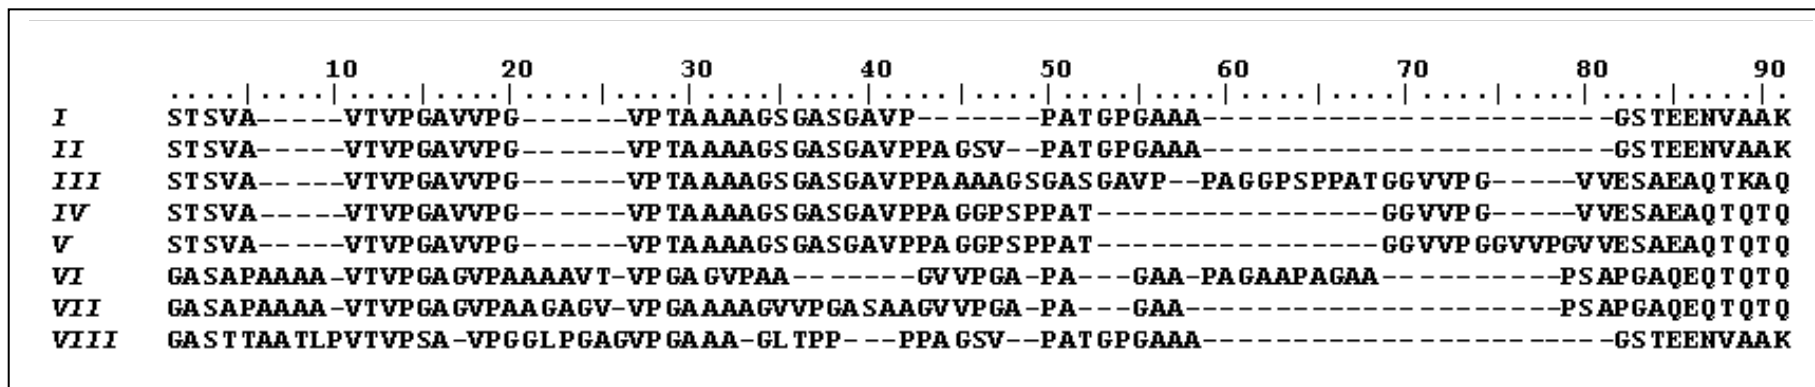 10 20 30 40 50 60 70 80 90
....|....|....|....|....|....|....|....|....|....|....|....|....|....|....|....|....|....|.
I STSVA-----VTVPGAVVPG------VPTAAAAGSGASGAVP-------PATGPGAAA-----------------------GSTEENVAAK
II STSVA-----VTVPGAVVPG------VPTAAAAGSGASGAVPPAGSV--PATGPGAAA-----------------------GSTEENVAAK
III STSVA-----VTVPGAVVPG------VPTAAAAGSGASGAVPPAAAAGSGASGAVP--PAGGPSPPATGGVVPG-----VVESAEAQTKAQ
IV STSVA-----VTVPGAVVPG------VPTAAAAGSGASGAVPPAGGPSPPAT----------------GGVVPG-----VVESAEAQTQTQ
V STSVA-----VTVPGAVVPG------VPTAAAAGSGASGAVPPAGGPSPPAT----------------GGVVPGGVVPGVVESAEAQTQTQ
VI GASAPAAAA-VTVPGAGVPAAAAVT-VPGAGVPAA-------GVVPGA-PA---GAA-PAGAAPAGAA----------PSAPGAQEQTQTQ
VII GASAPAAAA-VTVPGAGVPAAGAGV-VPGAAAAGVVPGASAAGVVPGA-PA---GAA---------------------PSAPGAQEQTQTQ
VIII GASTTAATLPVTVPSA-VPGGLPGAGVPGAAA-GLTPP---PPAGSV--PATGPGAAA-----------------------GSTEENVAAK